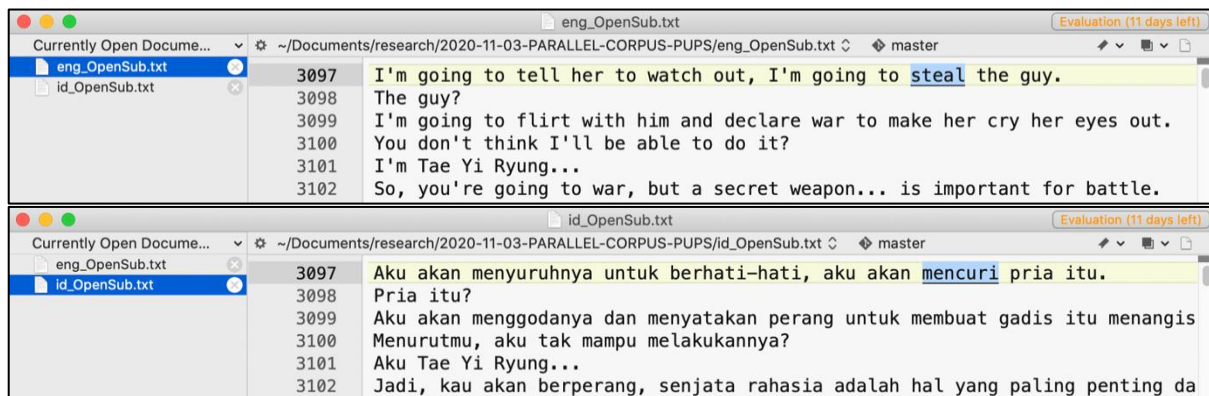 eng_OpenSub.txt
Evaluation (11 days left)
Currently Open Docume...
~/Documents/research/2020-11-03-PARALLEL-CORPUS-PUPS/eng_OpenSub.txt
master
eng_OpenSub.txt
id_OpenSub.txt
3097 I'm going to tell her to watch out, I'm going to steal the guy.
3098 The guy?
3099 I'm going to flirt with him and declare war to make her cry her eyes out.
3100 You don't think I'll be able to do it?
3101 I'm Tae Yi Ryung...
3102 So, you're going to war, but a secret weapon... is important for battle.
id_OpenSub.txt
Evaluation (11 days left)
Currently Open Docume...
~/Documents/research/2020-11-03-PARALLEL-CORPUS-PUPS/id_OpenSub.txt
master
eng_OpenSub.txt
id_OpenSub.txt
3097 Aku akan menyuruhnya untuk berhati-hati, aku akan mencuri pria itu.
3098 Pria itu?
3099 Aku akan menggodanya dan menyatakan perang untuk membuat gadis itu menangis
3100 Menurutmu, aku tak mampu melakukannya?
3101 Aku Tae Yi Ryung...
3102 Jadi, kau akan berperang, senjata rahasia adalah hal yang paling penting da